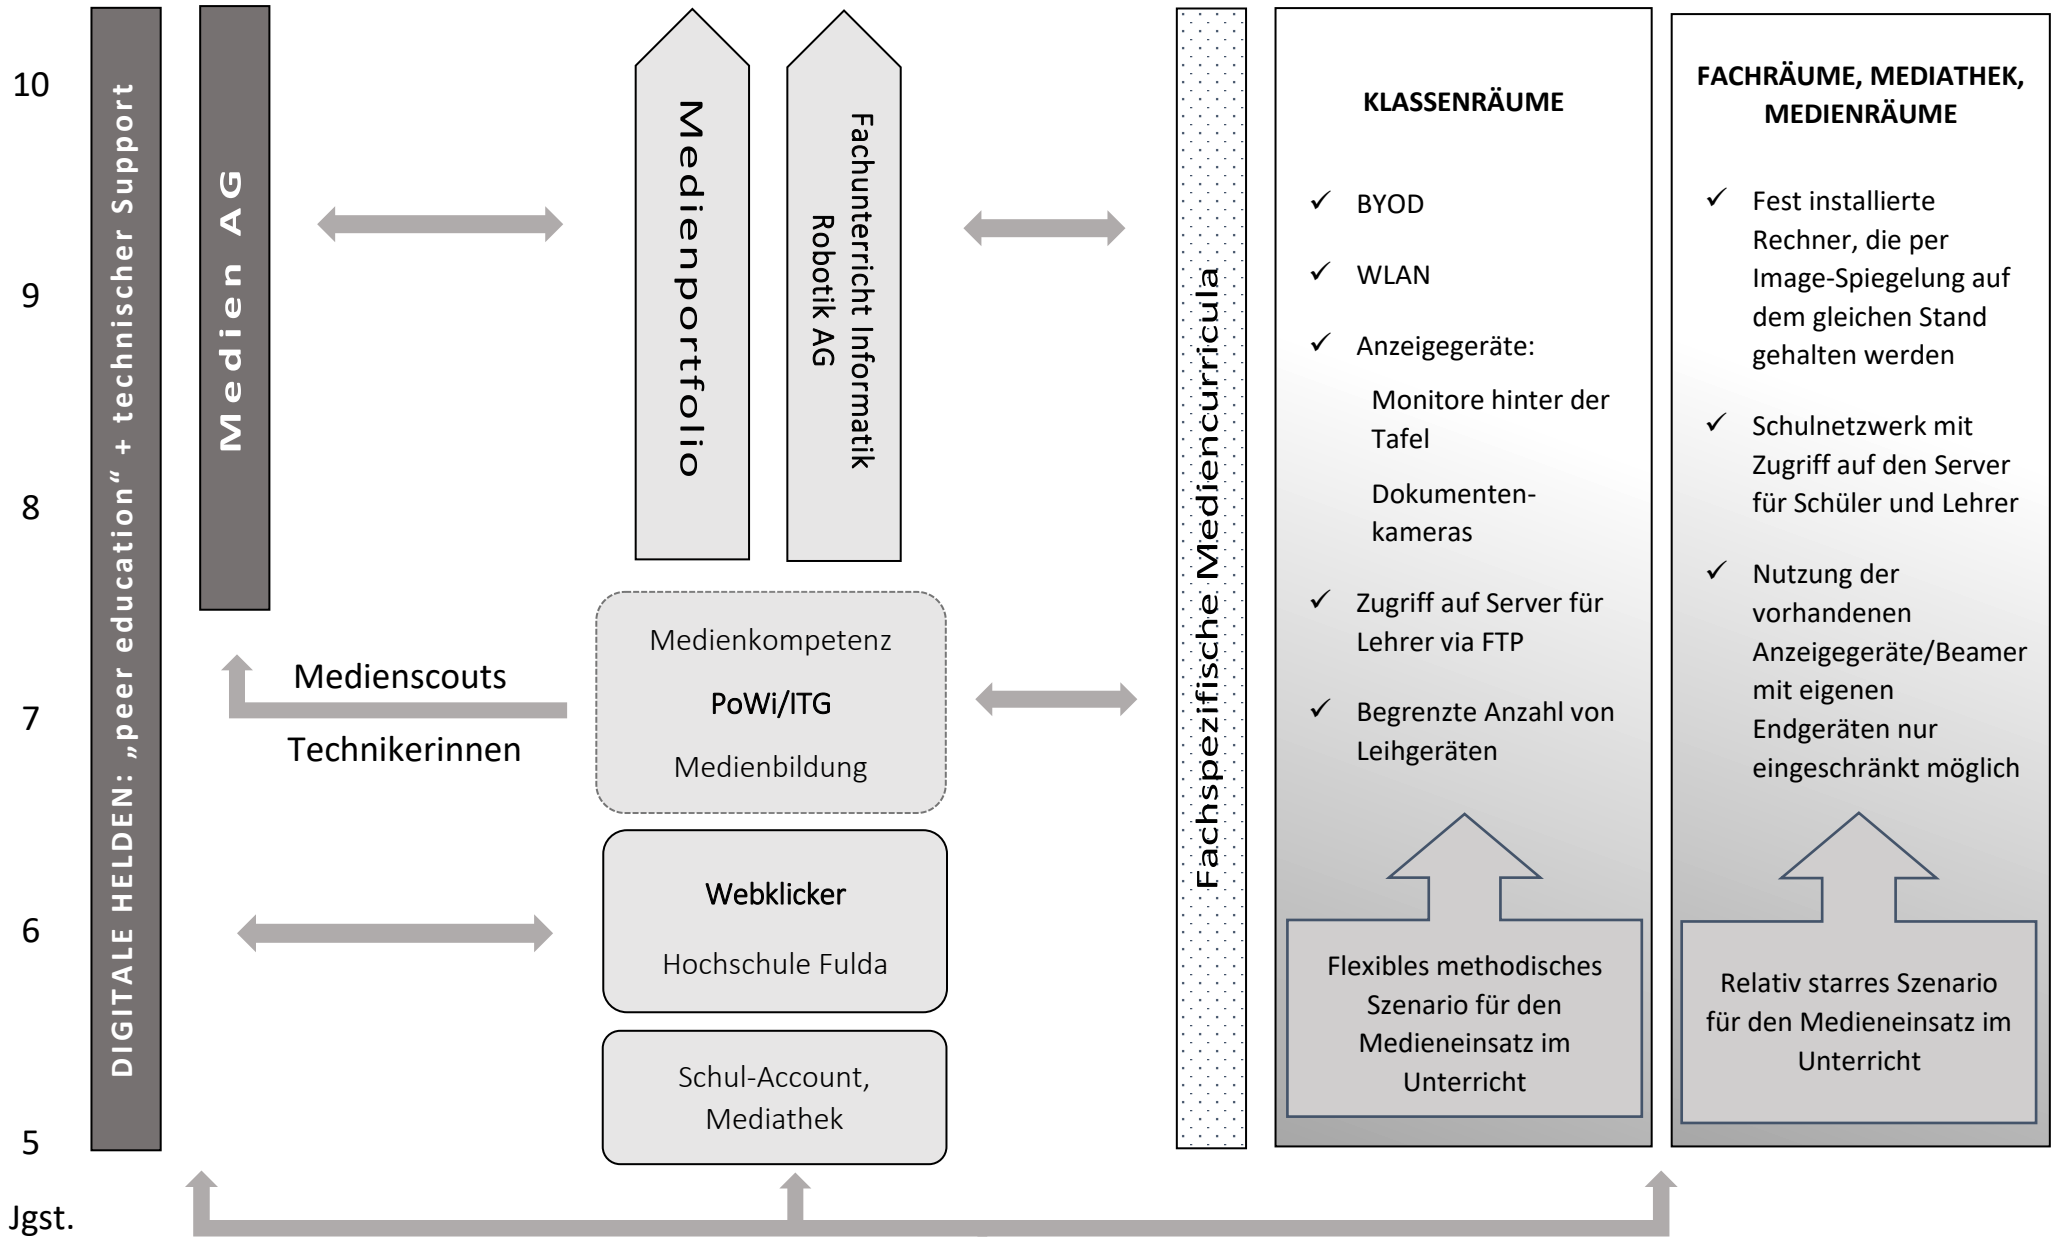 10
9
8
7
6
5
Jgst.
DIGITALE HELDEN: „peer education“ + technischer Support
Medien AG
Medienscouts
Technikerinnen
Medienportfolio
Fachunterricht Informatik
Robotik AG
Medienkompetenz
PoWi/ITG
Medienbildung
Webklicker
Hochschule Fulda
Schul-Account,
Mediathek
Fachspezifische Mediencurricula
KLASSENRÄUME
✓ BYOD
✓ WLAN
✓ Anzeigegeräte:
Monitore hinter der
Tafel
Dokumenten-
kameras
✓ Zugriff auf Server für
Lehrer via FTP
✓ Begrenzte Anzahl von
Leihgeräten
Flexibles methodisches
Szenario für den
Medieneinsatz im
Unterricht
FACHRÄUME, MEDIATHEK,
MEDIENRÄUME
✓ Fest installierte
Rechner, die per
Image-Spiegelung auf
dem gleichen Stand
gehalten werden
✓ Schulnetzwerk mit
Zugriff auf den Server
für Schüler und Lehrer
✓ Nutzung der
vorhandenen
Anzeigegeräte/Beamer
mit eigenen
Endgeräten nur
eingeschränkt möglich
Relativ starres Szenario
für den Medieneinsatz im
Unterricht